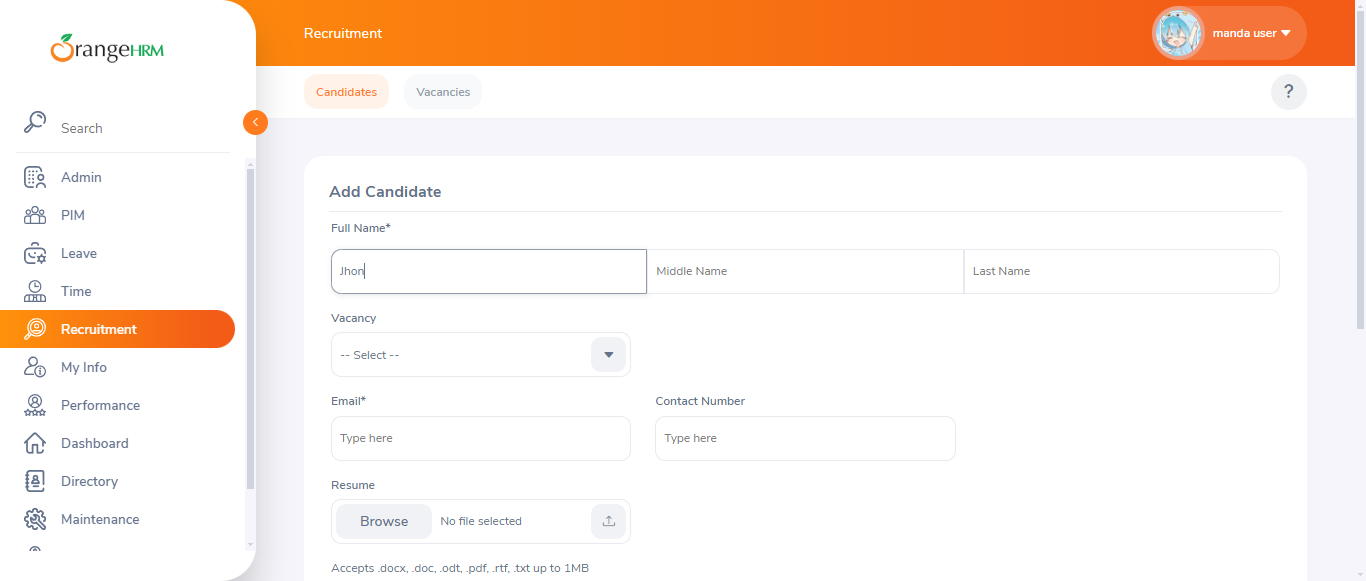 OrangeHRM
Search
Admin
PIM
Leave
Time
Recruitment
My Info
Performance
Dashboard
Directory
Maintenance
Recruitment
manda user
Candidates
Vacancies
?
Add Candidate
Full Name*
Jhon Middle Name Last Name
Vacancy
-- Select --
Email* Contact Number
Type here Type here
Resume
Browse No file selected
Accepts .docx, .doc, .odt, .pdf, .rtf, .txt up to 1MB